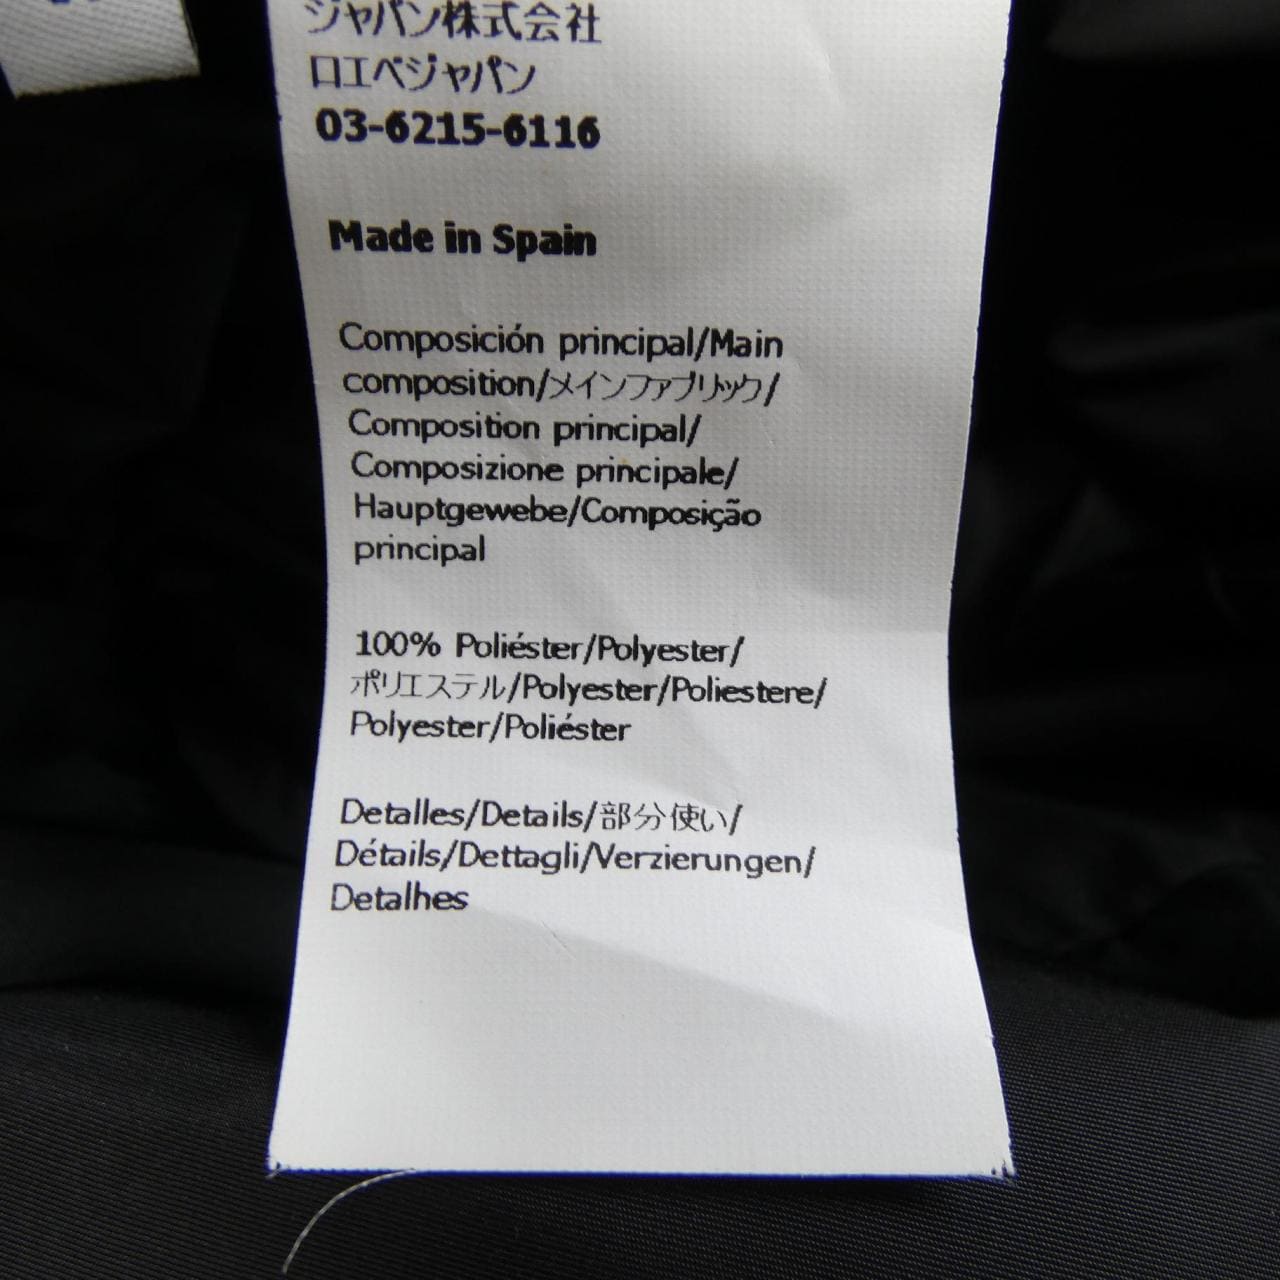 ジャパン株式会社
ロエベジャパン
03-6215-6116
Made in Spain
Composición principal/Main
composition/メインファブリック/
Composition principal/
Composizione principale/
Hauptgewebe/Composição
principal
100% Poliéster/Polyester/
ポリエステル/Polyester/Poliestere/
Polyester/Poliéster
Detalles/Details/部分使い/
Détails/Dettagli/Verzierungen/
Detalhes